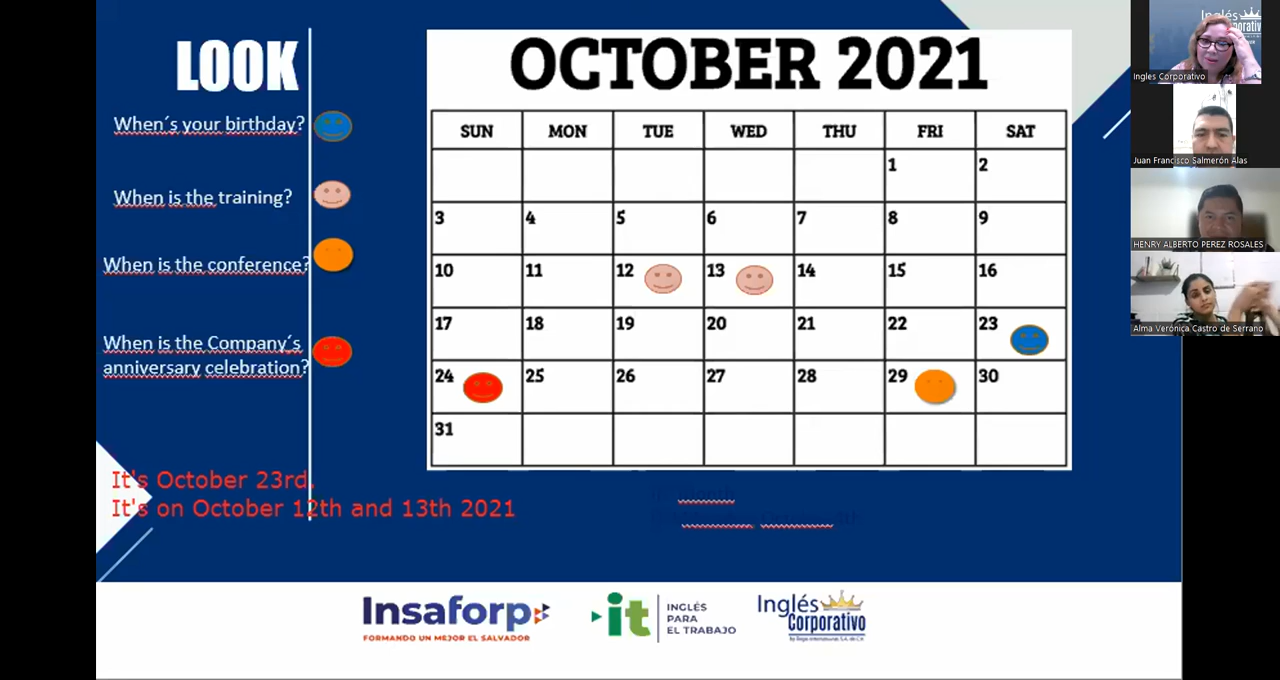 LOOK
When´s your birthday?
When is the training?
When is the conference?
When is the Company´s
anniversary celebration?
OCTOBER 2021
SUN MON TUE WED THU FRI SAT
1 2
3 4 5 6 7 8 9
10 11 12 13 14 15 16
17 18 19 20 21 22 23
24 25 26 27 28 29 30
31
It's October 23rd.
It's on October 12th and 13th 2021
Insaforp
FORMANDO UN MEJOR EL SALVADOR
it
INGLÉS
PARA
EL TRABAJO
Inglés
Corporativo
Inglés
Corporativo
Ingles Corporativo
Juan Francisco Salmerón Alas
HENRY ALBERTO PEREZ ROSALES
Alma Verónica Castro de Serrano